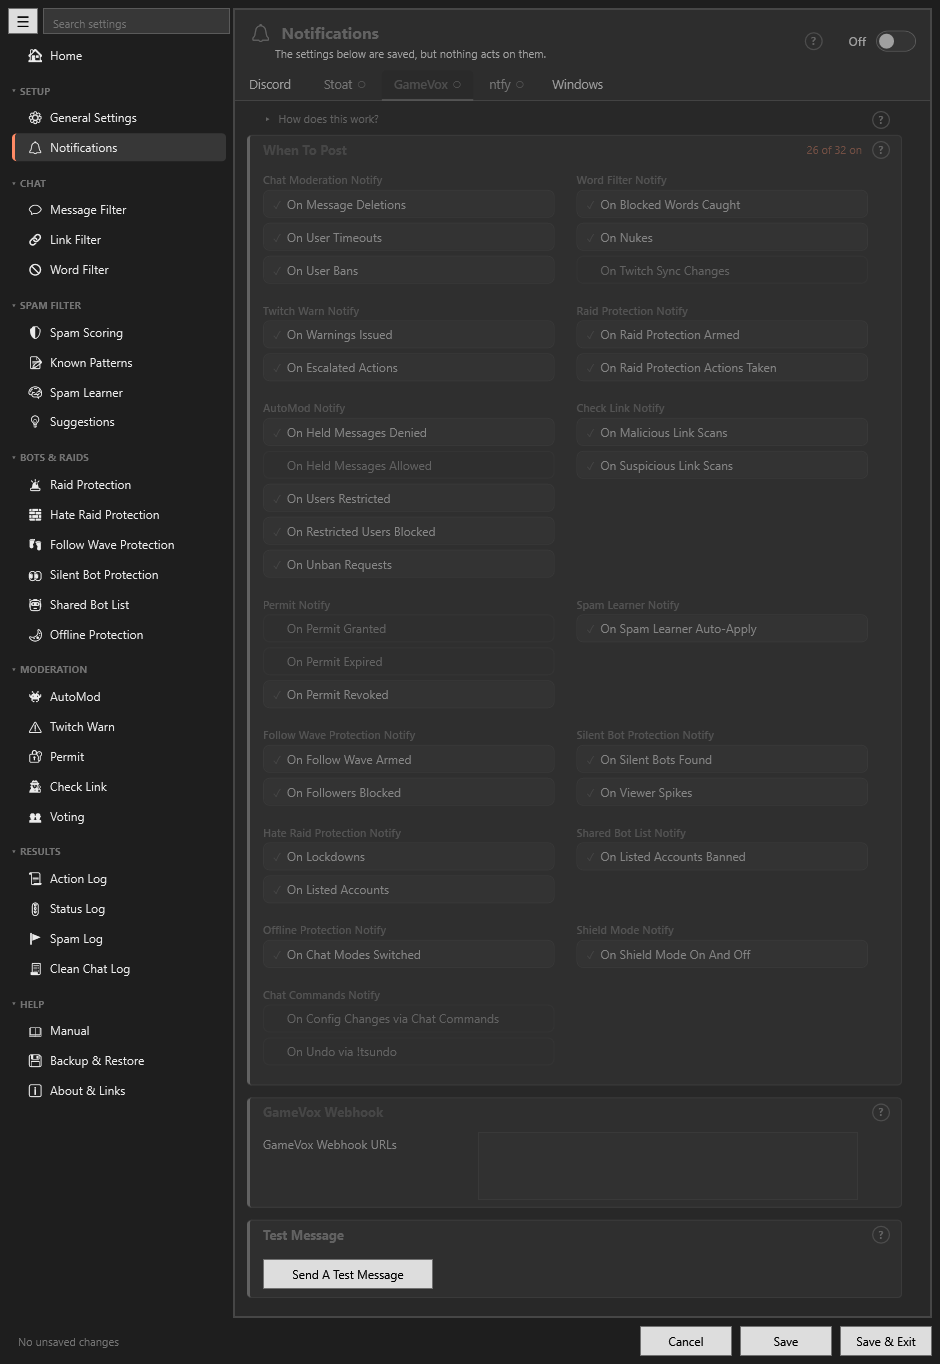 Search settings
Home
SETUP
General Settings
Notifications
CHAT
Message Filter
Link Filter
Word Filter
SPAM FILTER
Spam Scoring
Known Patterns
Spam Learner
Suggestions
BOTS & RAIDS
Raid Protection
Hate Raid Protection
Follow Wave Protection
Silent Bot Protection
Shared Bot List
Offline Protection
MODERATION
AutoMod
Twitch Warn
Permit
Check Link
Voting
RESULTS
Action Log
Status Log
Spam Log
Clean Chat Log
HELP
Manual
Backup & Restore
About & Links
No unsaved changes
Notifications
The settings below are saved, but nothing acts on them.
? Off
Discord Stoat GameVox ntfy Windows
How does this work? ?
When To Post 26 of 32 on ?
Chat Moderation Notify
On Message Deletions
On User Timeouts
On User Bans
Word Filter Notify
On Blocked Words Caught
On Nukes
On Twitch Sync Changes
Twitch Warn Notify
On Warnings Issued
On Escalated Actions
Raid Protection Notify
On Raid Protection Armed
On Raid Protection Actions Taken
AutoMod Notify
On Held Messages Denied
On Held Messages Allowed
On Users Restricted
On Restricted Users Blocked
On Unban Requests
Check Link Notify
On Malicious Link Scans
On Suspicious Link Scans
Permit Notify
On Permit Granted
On Permit Expired
On Permit Revoked
Spam Learner Notify
On Spam Learner Auto-Apply
Follow Wave Protection Notify
On Follow Wave Armed
On Followers Blocked
Silent Bot Protection Notify
On Silent Bots Found
On Viewer Spikes
Hate Raid Protection Notify
On Lockdowns
On Listed Accounts
Shared Bot List Notify
On Listed Accounts Banned
Offline Protection Notify
On Chat Modes Switched
Shield Mode Notify
On Shield Mode On And Off
Chat Commands Notify
On Config Changes via Chat Commands
On Undo via !tsundo
GameVox Webhook ?
GameVox Webhook URLs
Test Message ?
Send A Test Message
Cancel Save Save & Exit